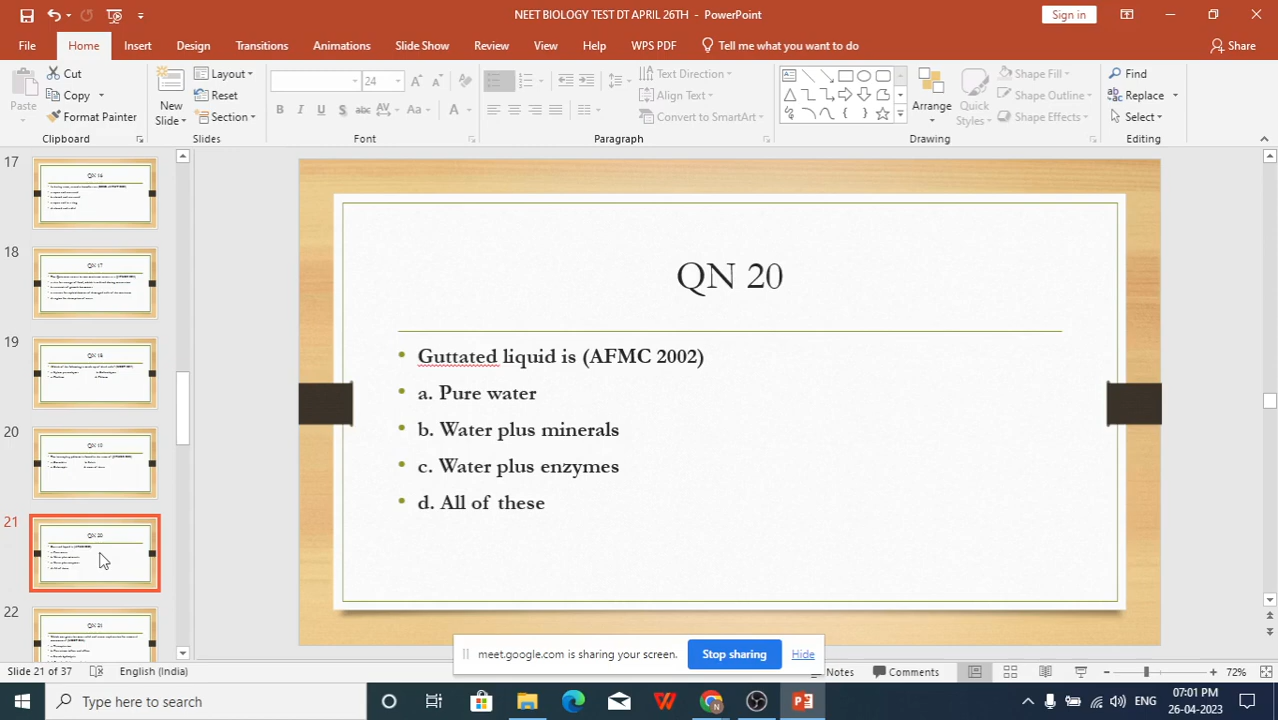 NEET BIOLOGY TEST DT APRIL 26TH - PowerPoint
Sign in
File Home Insert Design Transitions Animations Slide Show Review View Help WPS PDF Tell me what you want to do Share
Paste
Cut
Copy
Format Painter
Clipboard
New Slide
Layout
Reset
Section
Slides
24
Font
Paragraph
Text Direction
Align Text
Convert to SmartArt
Arrange
Quick Styles
Shape Fill
Shape Outline
Shape Effects
Drawing
Find
Replace
Select
Editing
17
18
QN 17
19
20
21
QN 20
22
QN 20
Guttated liquid is (AFMC 2002)
a. Pure water
b. Water plus minerals
c. Water plus enzymes
d. All of these
meet.google.com is sharing your screen. Stop sharing Hide
Slide 21 of 37 English (India) Notes Comments 72%
Type here to search
ENG
07:01 PM
26-04-2023